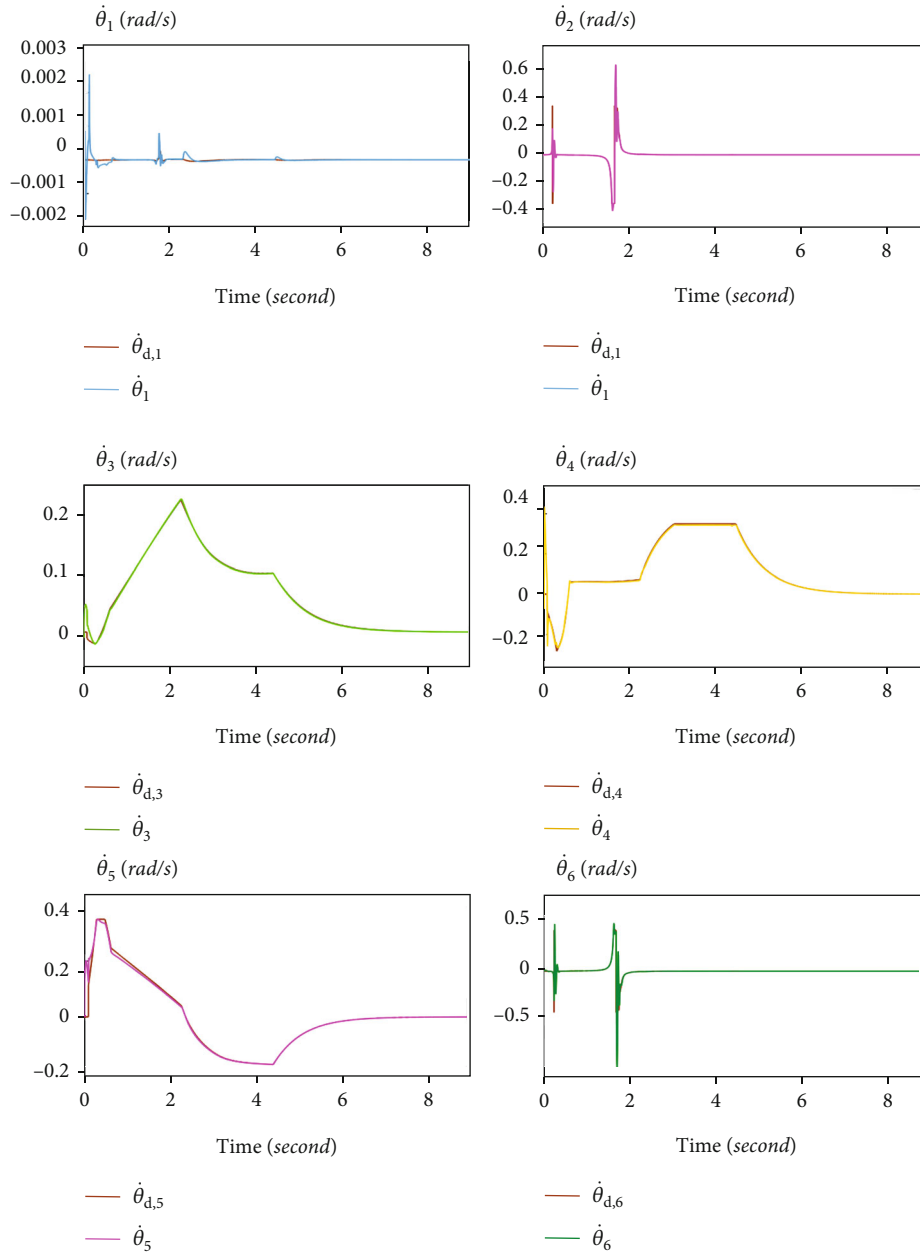 θ̇₁ (rad/s)
0.003
0.002
0.001
0
−0.001
−0.002
0 2 4 6 8
Time (second)
θ̇d,1
θ̇₁
θ̇₂ (rad/s)
0.6
0.4
0.2
0
−0.2
−0.4
0 2 4 6 8
Time (second)
θ̇d,1
θ̇₁
θ̇₃ (rad/s)
0.2
0.1
0
0 2 4 6 8
Time (second)
θ̇d,3
θ̇₃
θ̇₄ (rad/s)
0.4
0.2
0
−0.2
0 2 4 6 8
Time (second)
θ̇d,4
θ̇₄
θ̇₅ (rad/s)
0.4
0.2
0
−0.2
0 2 4 6 8
Time (second)
θ̇d,5
θ̇₅
θ̇₆ (rad/s)
0.5
0
−0.5
0 2 4 6 8
Time (second)
θ̇d,6
θ̇₆